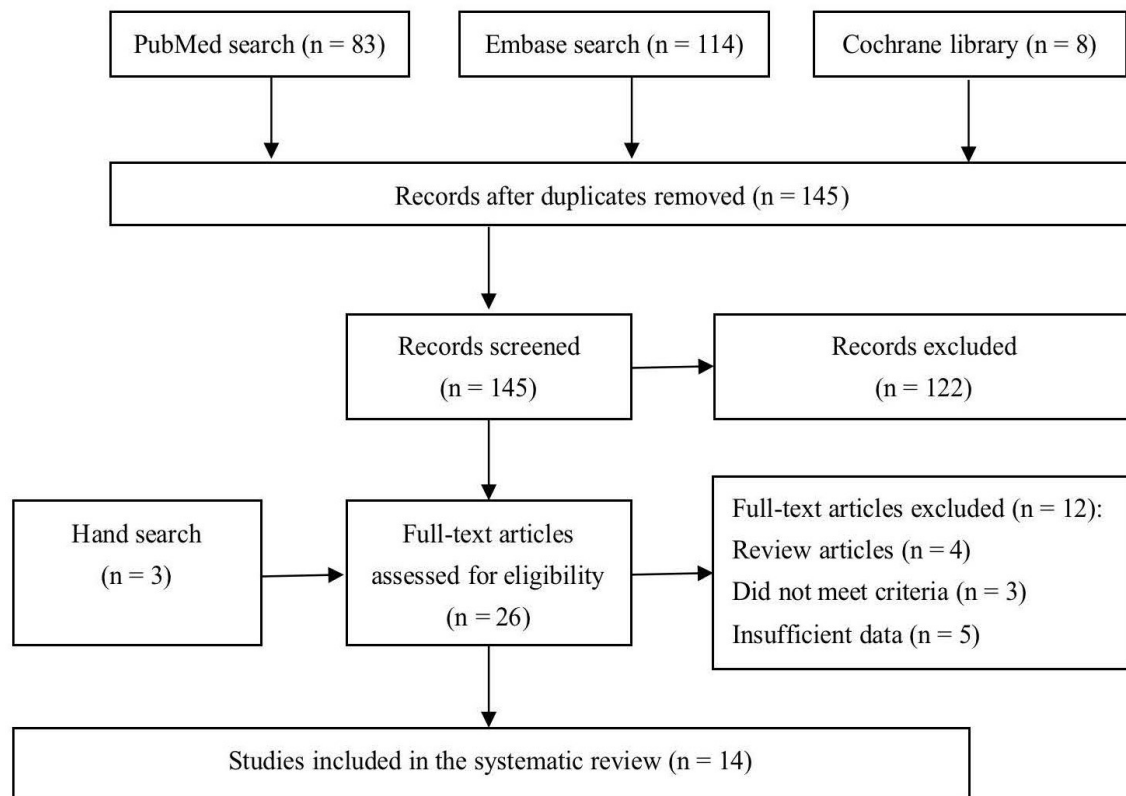 PubMed search (n = 83)
Embase search (n = 114)
Cochrane library (n = 8)
Records after duplicates removed (n = 145)
Records screened
(n = 145)
Records excluded
(n = 122)
Hand search
(n = 3)
Full-text articles
assessed for eligibility
(n = 26)
Full-text articles excluded (n = 12):
Review articles (n = 4)
Did not meet criteria (n = 3)
Insufficient data (n = 5)
Studies included in the systematic review (n = 14)